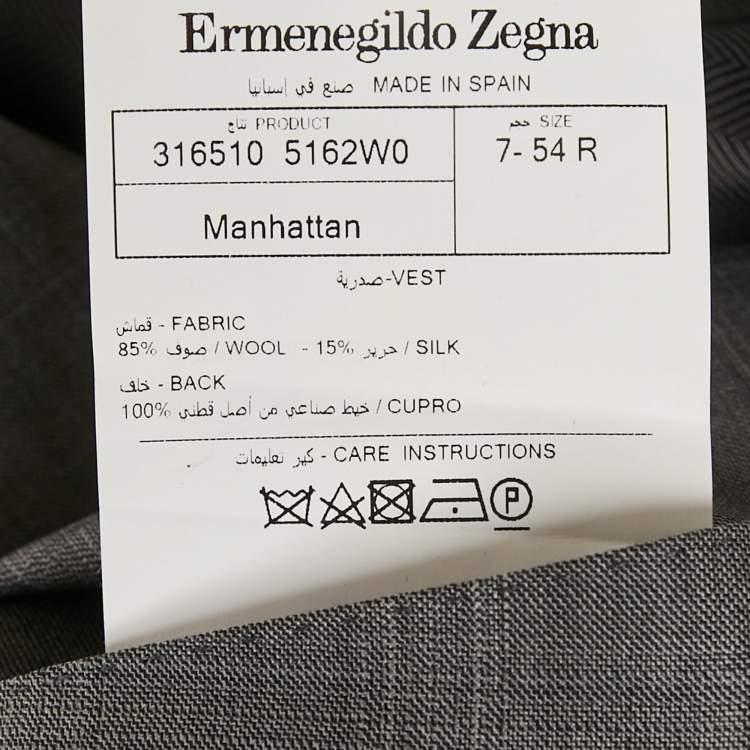 Ermenegildo Zegna
صنع في إسبانيا MADE IN SPAIN
نتاج PRODUCT
316510 5162W0
حجم SIZE
7- 54 R
Manhattan
صدرية-VEST
قماش - FABRIC
85% صوف / WOOL - 15% حرير / SILK
خلف - BACK
100% خيط صناعي من أصل قطني / CUPRO
كير تعليمات - CARE INSTRUCTIONS
P